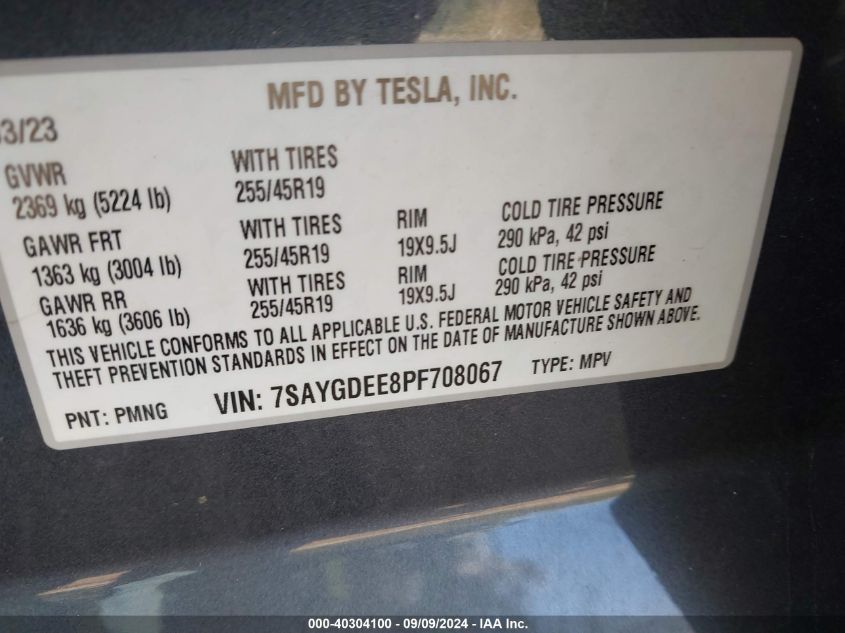 MFD BY TESLA, INC.
3/23
GVWR
2369 kg (5224 lb)
WITH TIRES
255/45R19
GAWR FRT
1363 kg (3004 lb)
WITH TIRES
255/45R19
RIM
19X9.5J
COLD TIRE PRESSURE
290 kPa, 42 psi
GAWR RR
1636 kg (3606 lb)
WITH TIRES
255/45R19
RIM
19X9.5J
COLD TIRE PRESSURE
290 kPa, 42 psi
THIS VEHICLE CONFORMS TO ALL APPLICABLE U.S. FEDERAL MOTOR VEHICLE SAFETY AND
THEFT PREVENTION STANDARDS IN EFFECT ON THE DATE OF MANUFACTURE SHOWN ABOVE.
PNT: PMNG VIN: 7SAYGDEE8PF708067 TYPE: MPV
000-40304100 - 09/09/2024 - IAA Inc.